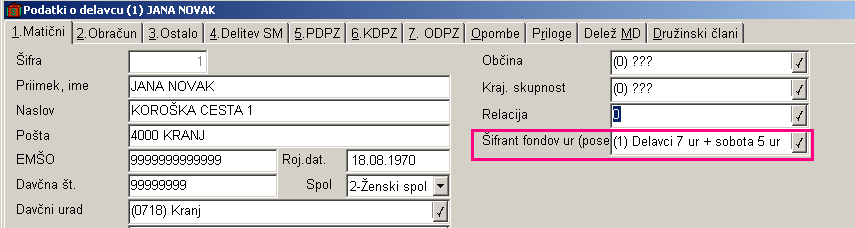 Podatki o delavcu (1) JANA NOVAK
1.Matični 2.Obračun 3.Ostalo 4.Delitev SM 5.PDPZ 6.KDPZ 7. ODPZ Opombe Priloge Delež MD Družinski člani
Šifra 1
Priimek, ime JANA NOVAK
Naslov KOROŠKA CESTA 1
Pošta 4000 KRANJ
EMŠO 9999999999999 Roj.dat. 18.08.1970
Davčna št. 99999999 Spol 2-Ženski spol
Davčni urad (0718) Kranj
Občina (0) ???
Kraj. skupnost (0) ???
Relacija 0
Šifrant fondov ur (pose (1) Delavci 7 ur + sobota 5 ur